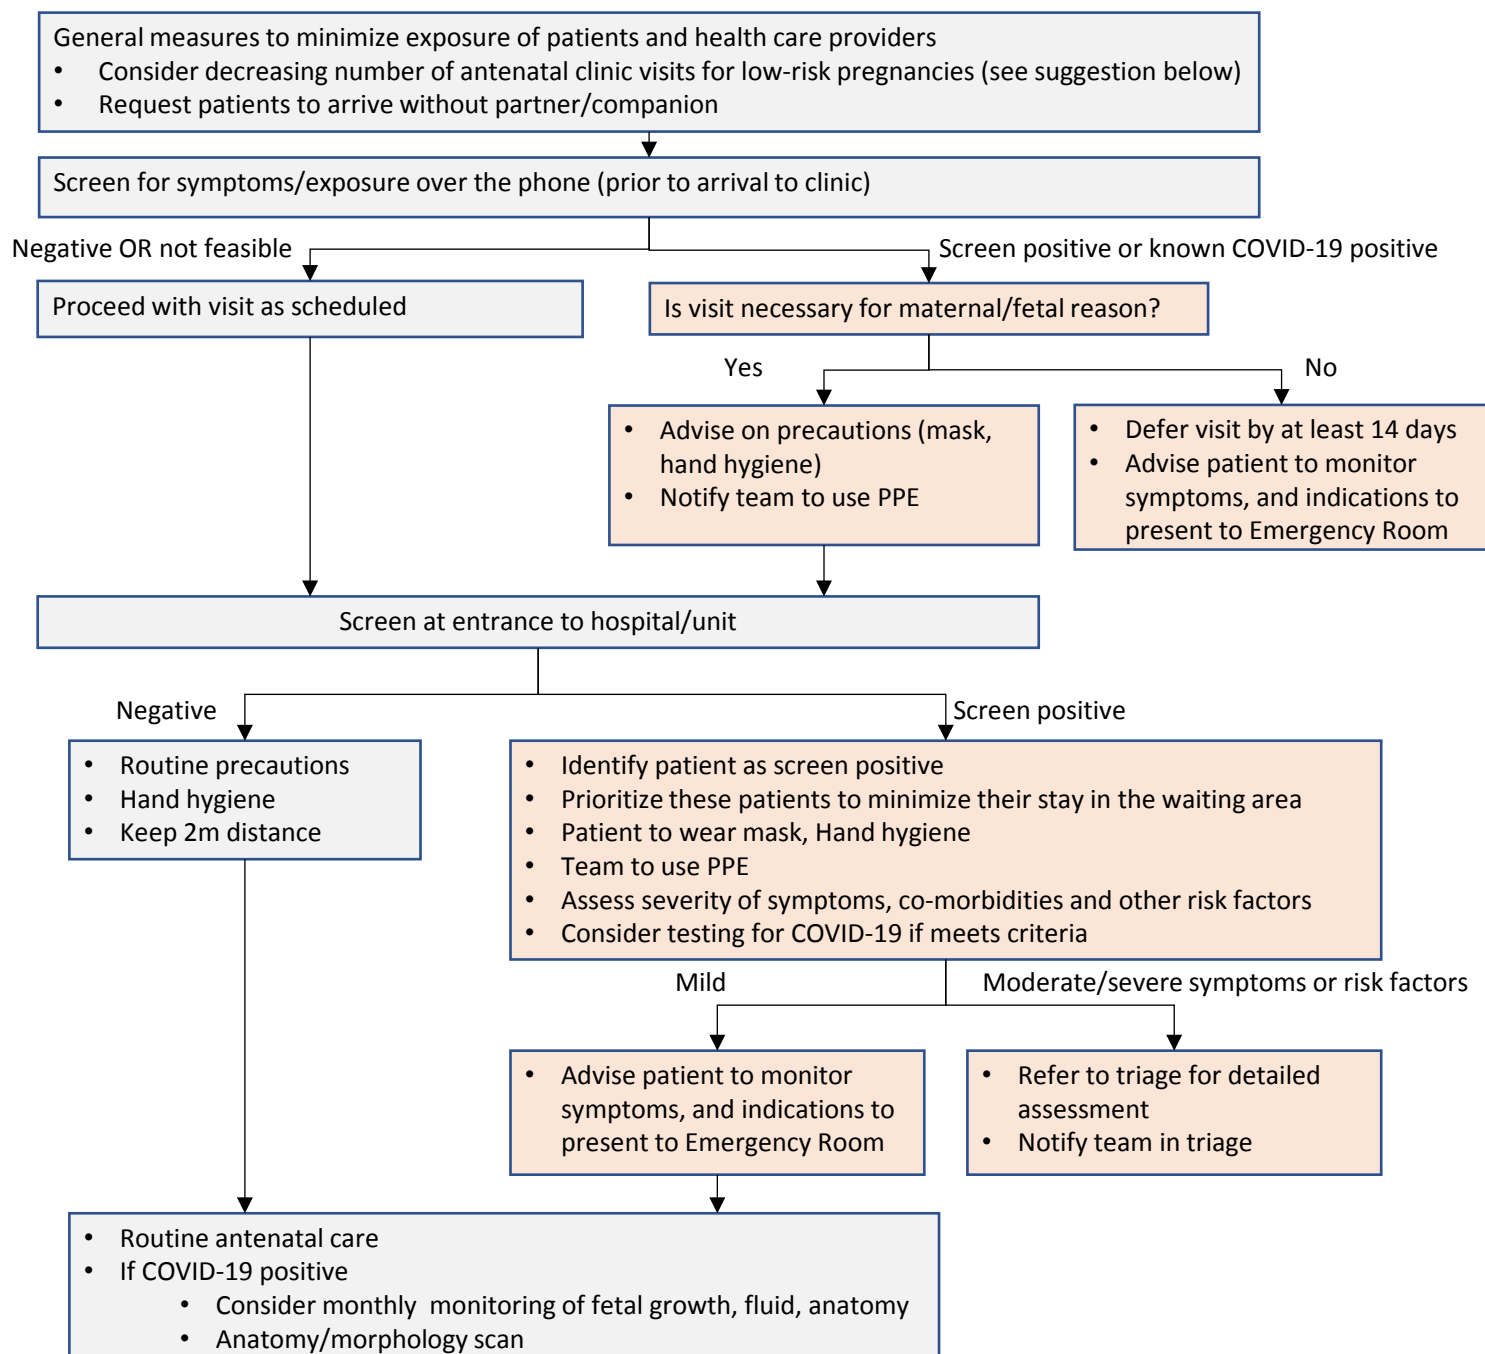 General measures to minimize exposure of patients and health care providers
• Consider decreasing number of antenatal clinic visits for low-risk pregnancies (see suggestion below)
• Request patients to arrive without partner/companion
Screen for symptoms/exposure over the phone (prior to arrival to clinic)
Negative OR not feasible
Screen positive or known COVID-19 positive
Proceed with visit as scheduled
Is visit necessary for maternal/fetal reason?
Yes
No
• Advise on precautions (mask,
hand hygiene)
• Notify team to use PPE
• Defer visit by at least 14 days
• Advise patient to monitor
symptoms, and indications to
present to Emergency Room
Screen at entrance to hospital/unit
Negative
Screen positive
• Routine precautions
• Hand hygiene
• Keep 2m distance
• Identify patient as screen positive
• Prioritize these patients to minimize their stay in the waiting area
• Patient to wear mask, Hand hygiene
• Team to use PPE
• Assess severity of symptoms, co-morbidities and other risk factors
• Consider testing for COVID-19 if meets criteria
Mild
Moderate/severe symptoms or risk factors
• Advise patient to monitor
symptoms, and indications to
present to Emergency Room
• Refer to triage for detailed
assessment
• Notify team in triage
• Routine antenatal care
• If COVID-19 positive
• Consider monthly monitoring of fetal growth, fluid, anatomy
• Anatomy/morphology scan